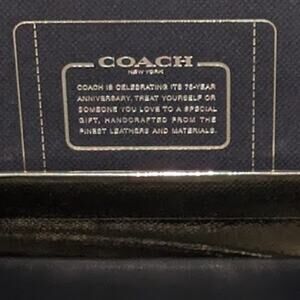 COACH
NEW YORK
COACH IS CELEBRATING ITS 75-YEAR
ANNIVERSARY. TREAT YOURSELF OR
SOMEONE YOU LOVE TO A SPECIAL
GIFT, HANDCRAFTED FROM THE
FINEST LEATHERS AND MATERIALS.